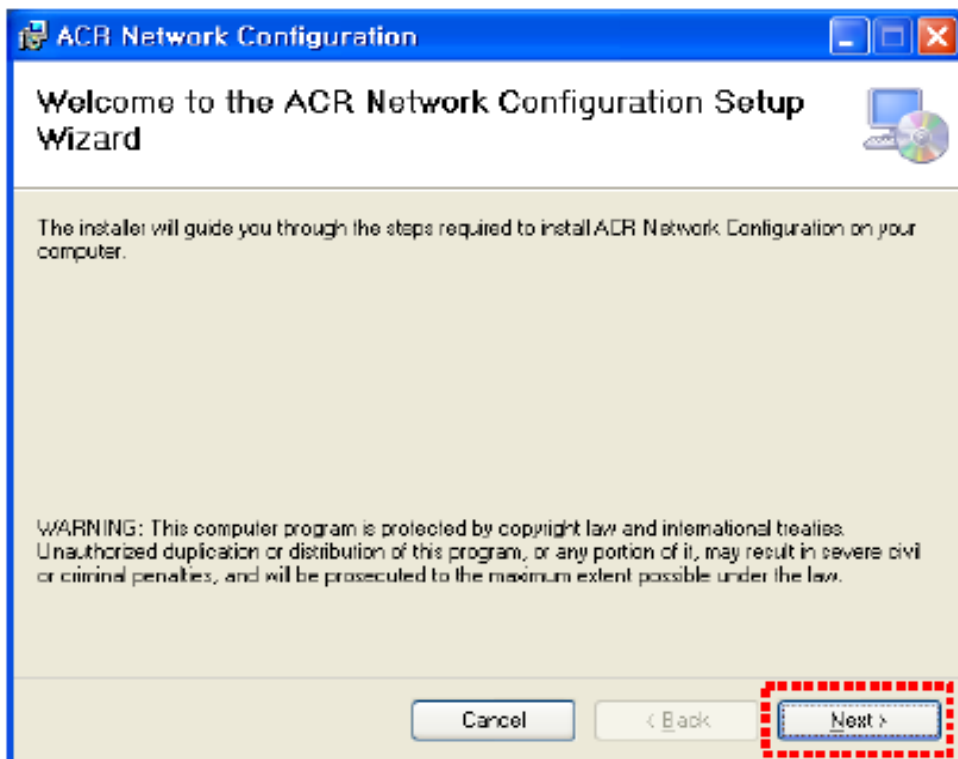 ACR Network Configuration
Welcome to the ACR Network Configuration Setup
Wizard
The installer will guide you through the steps required to install ACR Network Configuration on your
computer.
WARNING: This computer program is protected by copyright law and international treaties.
Unauthorized duplication or distribution of this program, or any portion of it, may result in severe civil
or criminal penalties, and will be prosecuted to the maximum extent possible under the law.
Cancel
< Back
Next >